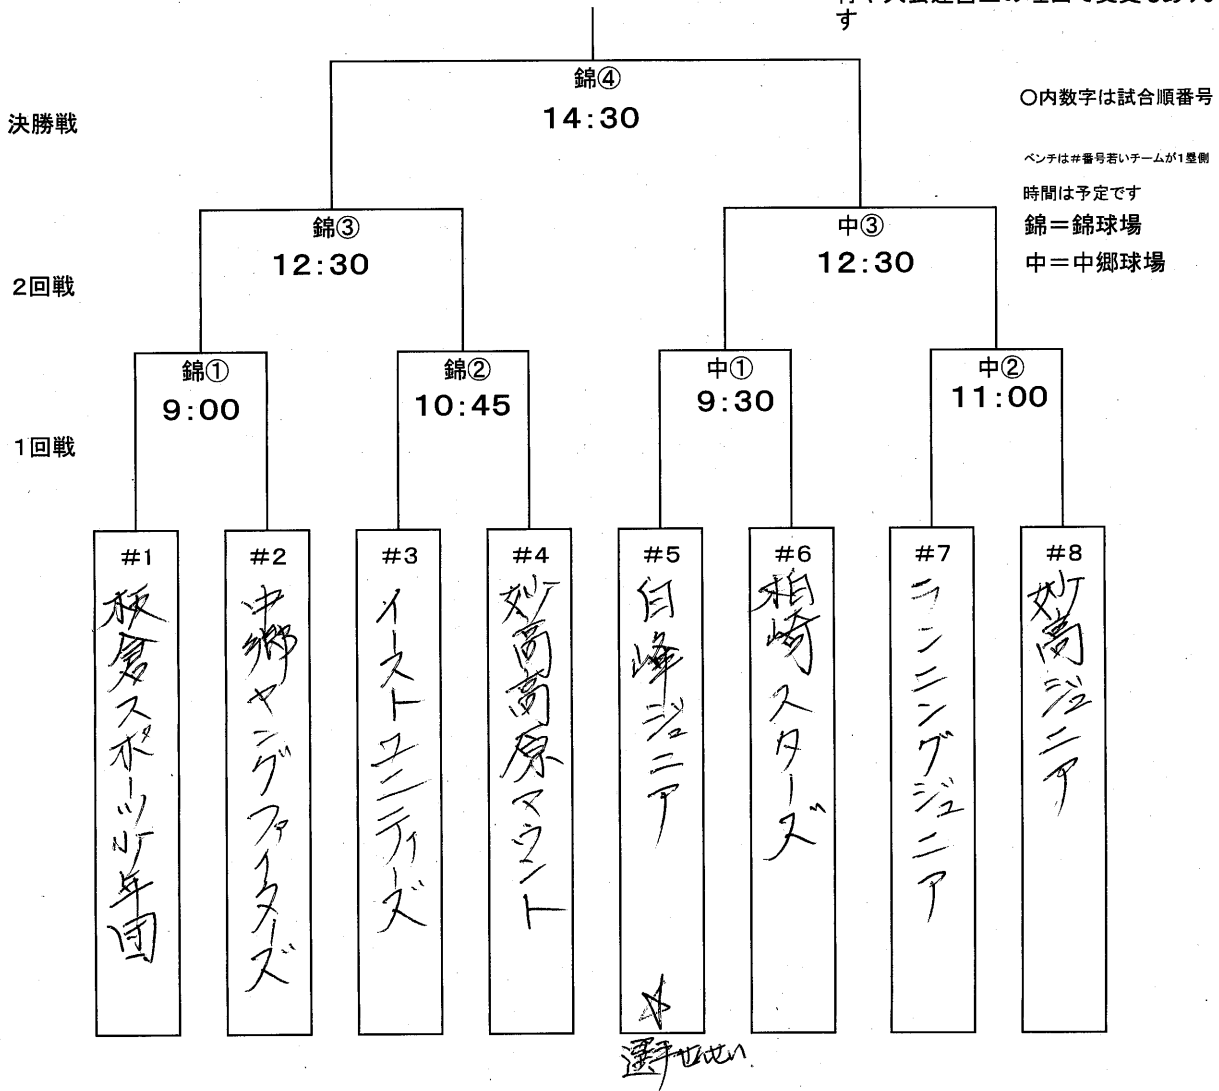 す
錦④
14:30
決勝戦
〇内数字は試合順番号
ベンチは#番号若いチームが1塁側
時間は予定です
錦＝錦球場
中＝中郷球場
錦③
12:30
中③
12:30
2回戦
錦①
9:00
錦②
10:45
中①
9:30
中②
11:00
1回戦
#1
板倉スポーツ少年団
#2
中郷ヤングファイターズ
#3
イーストユニティーズ
#4
妙高高原マウント
#5
白峰ジュニア
☆
選手せんせい
#6
柏崎スターズ
#7
ランニングジュニア
#8
妙高ジュニア